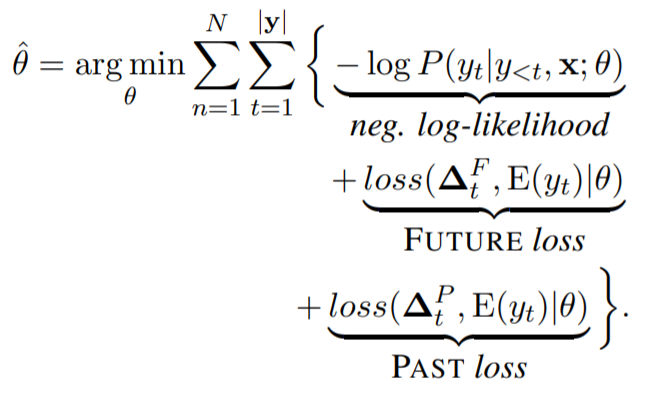 θ̂ = arg min_θ ∑_{n=1}^{N} ∑_{t=1}^{|y|} { − log P(y_t|y_{<t}, x; θ)
neg. log-likelihood
+ loss(Δ_t^F, E(y_t)|θ)
FUTURE loss
+ loss(Δ_t^P, E(y_t)|θ) }.
PAST loss